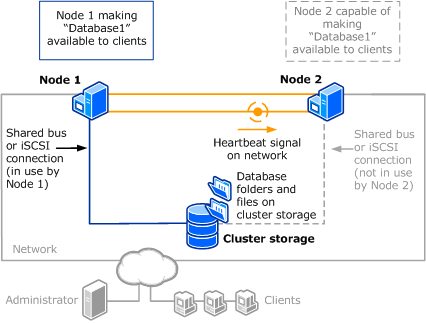 Node 1 making
“Database1”
available to clients
Node 2 capable of
making
“Database1”
available to clients
Node 1
Node 2
Shared bus
or iSCSI
connection
(in use by
Node 1)
Heartbeat signal
on network
Shared bus
or iSCSI
connection
(not in use
by Node 2)
Database
folders and
files on
cluster storage
Cluster storage
Network
Administrator
Clients